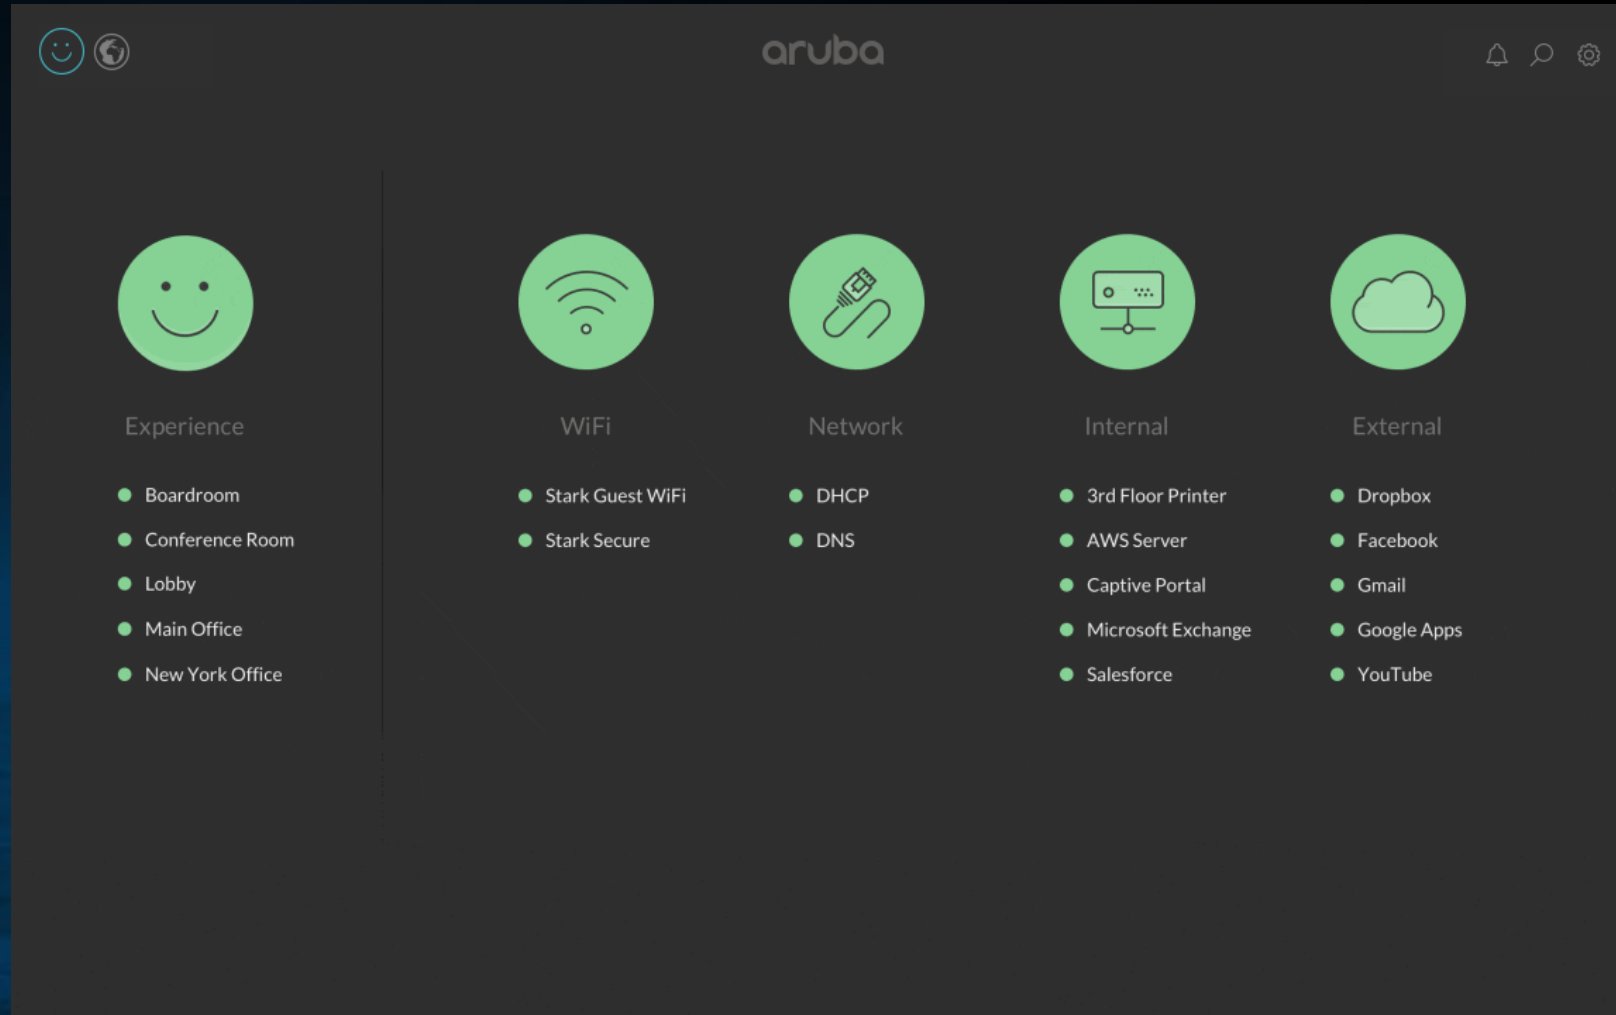 aruba
Experience
Boardroom
Conference Room
Lobby
Main Office
New York Office
WiFi
Stark Guest WiFi
Stark Secure
Network
DHCP
DNS
Internal
3rd Floor Printer
AWS Server
Captive Portal
Microsoft Exchange
Salesforce
External
Dropbox
Facebook
Gmail
Google Apps
YouTube